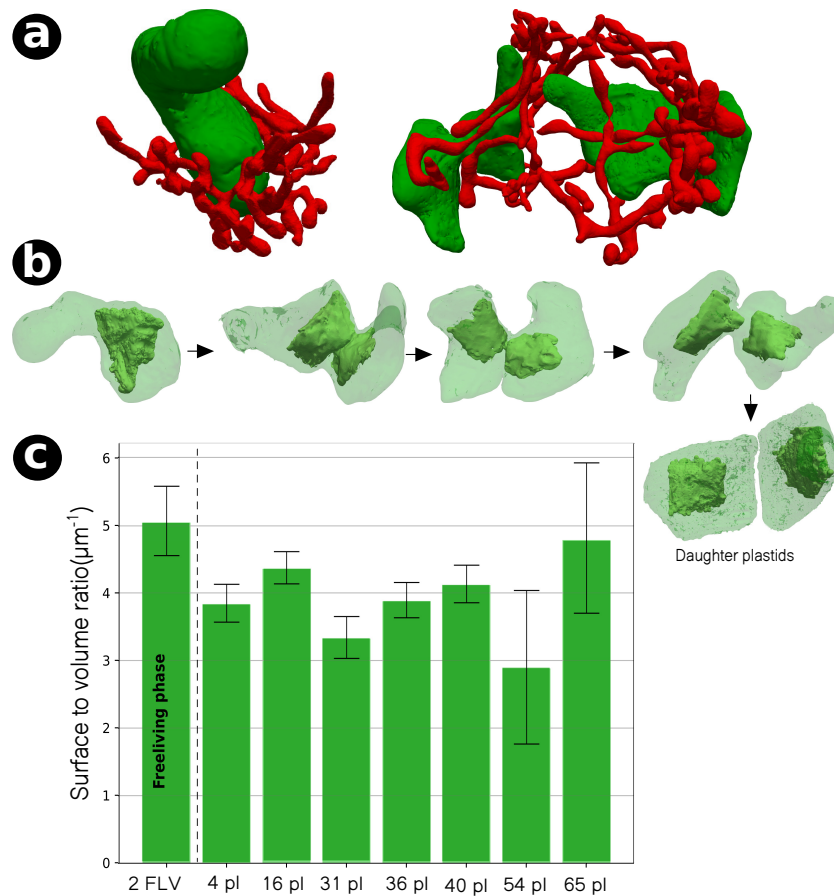 a
b
Daughter plastids
c
Surface to volume ratio(μm⁻¹)
6
5
4
3
2
1
0
Freeliving phase
2 FLV 4 pl 16 pl 31 pl 36 pl 40 pl 54 pl 65 pl